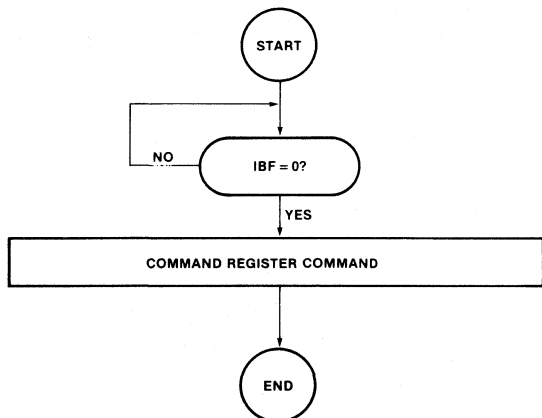 START
NO
IBF = 0?
YES
COMMAND REGISTER COMMAND
END